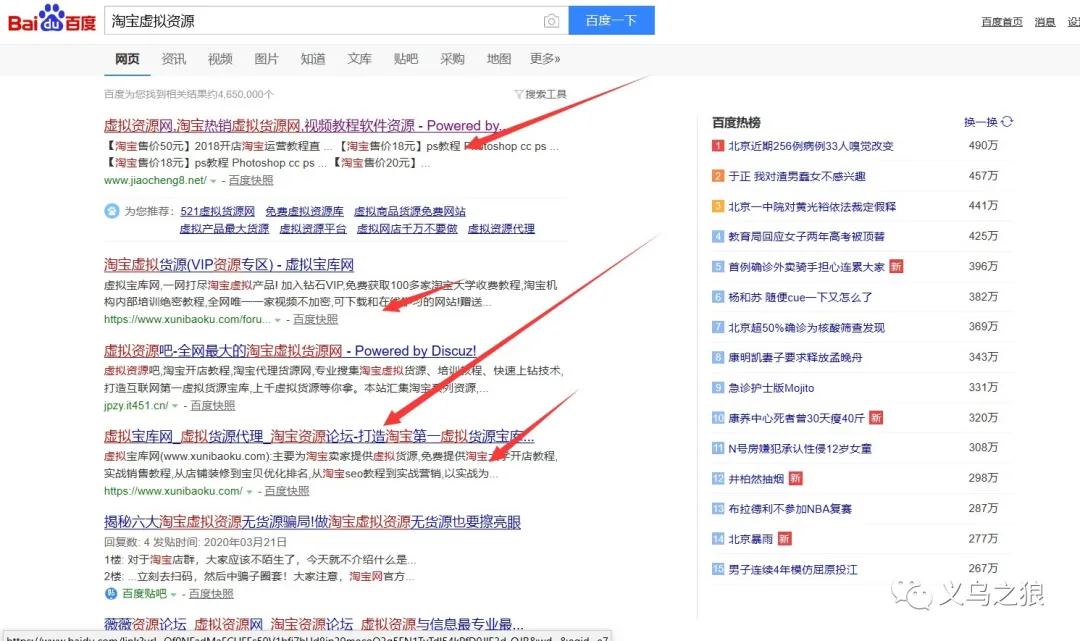 Bai du 百度
淘宝虚拟资源
百度一下
百度首页 消息
网页 资讯 视频 图片 知道 文库 贴吧 采购 地图 更多»
百度为您找到相关结果约4,650,000个
搜索工具
虚拟资源网,淘宝热销虚拟货源网,视频教程软件资源 - Powered by...
【淘宝售价50元】2018开店淘宝运营教程直 ... 【淘宝售价18元】ps教程 Photoshop cc ps ...
【淘宝售价18元】ps教程 Photoshop cc ps ... 【淘宝售价20元】...
www.jiaocheng8.net/ - 百度快照
为您推荐: 521虚拟货源网 免费虚拟资源库 虚拟商品货源免费网站
虚拟产品最大货源 虚拟资源平台 虚拟网店千万不要做 虚拟资源代理
淘宝虚拟货源(VIP资源专区) - 虚拟宝库网
虚拟宝库网,一网打尽淘宝虚拟产品! 加入钻石VIP,免费获取100多家淘宝大学收费教程,淘宝机
构内部培训绝密教程,全网唯一一家视频不加密,可下载和在线学习的网站!赠送...
https://www.xunibaoku.com/foru... - 百度快照
虚拟资源吧-全网最大的淘宝虚拟货源网 - Powered by Discuz!
虚拟资源吧,淘宝开店教程,淘宝代理货源网,专业搜集淘宝虚拟货源、培训教程、快速上钻技术,
打造互联网第一虚拟货源宝库,上千虚拟货源等你拿。本站汇集淘宝系列资源,...
jpzy.it451.cn/ - 百度快照
虚拟宝库网_虚拟货源代理_淘宝资源论坛-打造淘宝第一虚拟货源宝库...
虚拟宝库网(www.xunibaoku.com):主要为淘宝卖家提供虚拟货源,免费提供淘宝大学开店教程,
实战销售教程,从店铺装修到宝贝优化排名,从淘宝seo教程到实战营销,以实战为...
https://www.xunibaoku.com/ - 百度快照
揭秘六大淘宝虚拟资源无货源骗局!做淘宝虚拟资源无货源也要擦亮眼
回复数: 4 发贴时间: 2020年03月21日
1楼: 对于淘宝店群，大家应该不陌生了，今天就不介绍什么是...
2楼: ...立刻去扫码，然后中骗子圈套！大家注意，淘宝网官方...
百度贴吧 - 百度快照
薇薇资源论坛_虚拟资源网_淘宝资源论坛_虚拟资源与信息最专业最...
百度热榜 换一换
1 北京近期256例病例33人嗅觉改变 490万
2 于正 我对渣男蠢女不感兴趣 457万
3 北京一中院对黄光裕依法裁定假释 441万
4 教育局回应女子两年高考被顶替 425万
5 首例确诊外卖骑手担心连累大家 新 396万
6 杨和苏 随便cue一下又怎么了 382万
7 北京超50%确诊为核酸筛查发现 369万
8 康明凯妻子要求释放孟晚舟 343万
9 急诊护士版Mojito 331万
10 康养中心死者曾30天瘦40斤 新 320万
11 N号房嫌犯承认性侵12岁女童 308万
12 井柏然抽烟 新 298万
13 布拉德利不参加NBA复赛 287万
14 北京暴雨 新 277万
15 男子连续4年模仿屈原投江 267万
义乌之狼